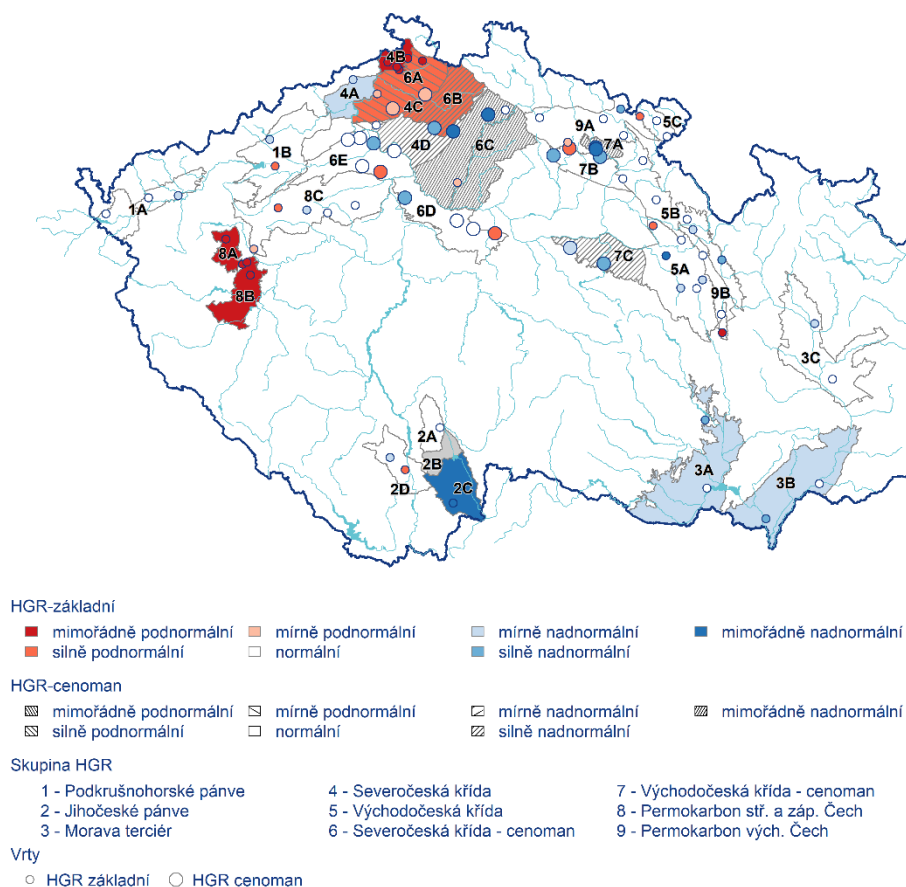 4B
6A
4A
6B
4C
5C
9A
7A
4D
6C
1B
7B
6E
8C
1A
5B
6D
8A
7C
5A
8B
9B
3C
2A
2B
3A
3B
2D
2C
HGR-základní
mimořádně podnormální mírně podnormální mírně nadnormální mimořádně nadnormální
silně podnormální normální silně nadnormální
HGR-cenoman
mimořádně podnormální mírně podnormální mírně nadnormální mimořádně nadnormální
silně podnormální normální silně nadnormální
Skupina HGR
1 - Podkrušnohorské pánve 4 - Severočeská křída 7 - Východočeská křída - cenoman
2 - Jihočeské pánve 5 - Východočeská křída 8 - Permokarbon stř. a záp. Čech
3 - Morava terciér 6 - Severočeská křída - cenoman 9 - Permokarbon vých. Čech
Vrty
HGR základní HGR cenoman